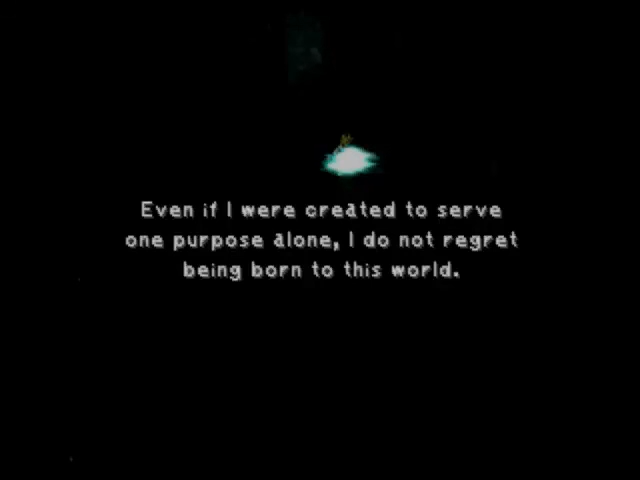 Even if I were created to serve
one purpose alone, I do not regret
being born to this world.